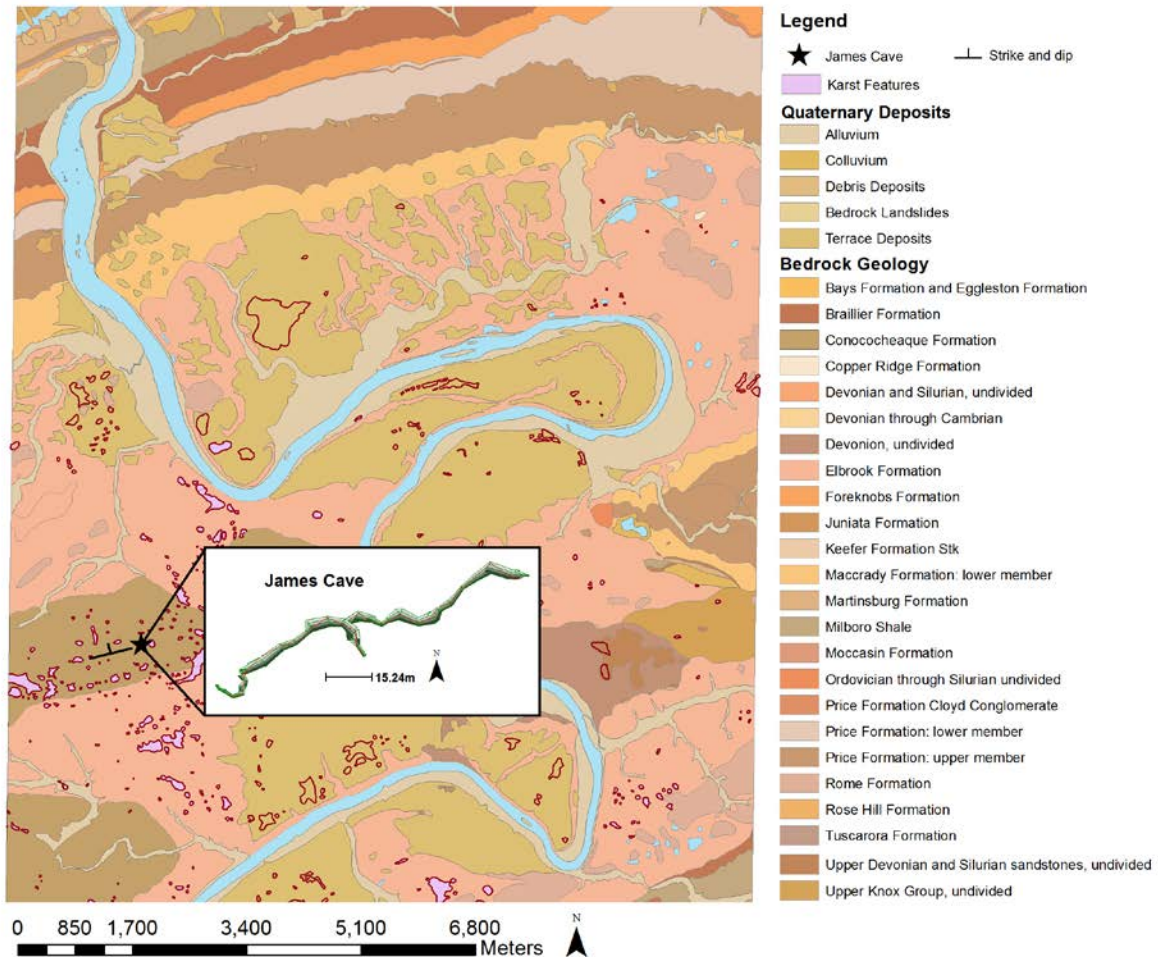 Legend
James Cave
Strike and dip
Karst Features
Quaternary Deposits
Alluvium
Colluvium
Debris Deposits
Bedrock Landslides
Terrace Deposits
Bedrock Geology
Bays Formation and Eggleston Formation
Braillier Formation
Conococheaque Formation
Copper Ridge Formation
Devonian and Silurian, undivided
Devonian through Cambrian
Devonion, undivided
Elbrook Formation
Foreknobs Formation
Juniata Formation
Keefer Formation Stk
Maccrady Formation: lower member
Martinsburg Formation
Milboro Shale
Moccasin Formation
Ordovician through Silurian undivided
Price Formation Cloyd Conglomerate
Price Formation: lower member
Price Formation: upper member
Rome Formation
Rose Hill Formation
Tuscarora Formation
Upper Devonian and Silurian sandstones, undivided
Upper Knox Group, undivided
James Cave
N
15.24m
0 850 1,700 3,400 5,100 6,800
Meters
N